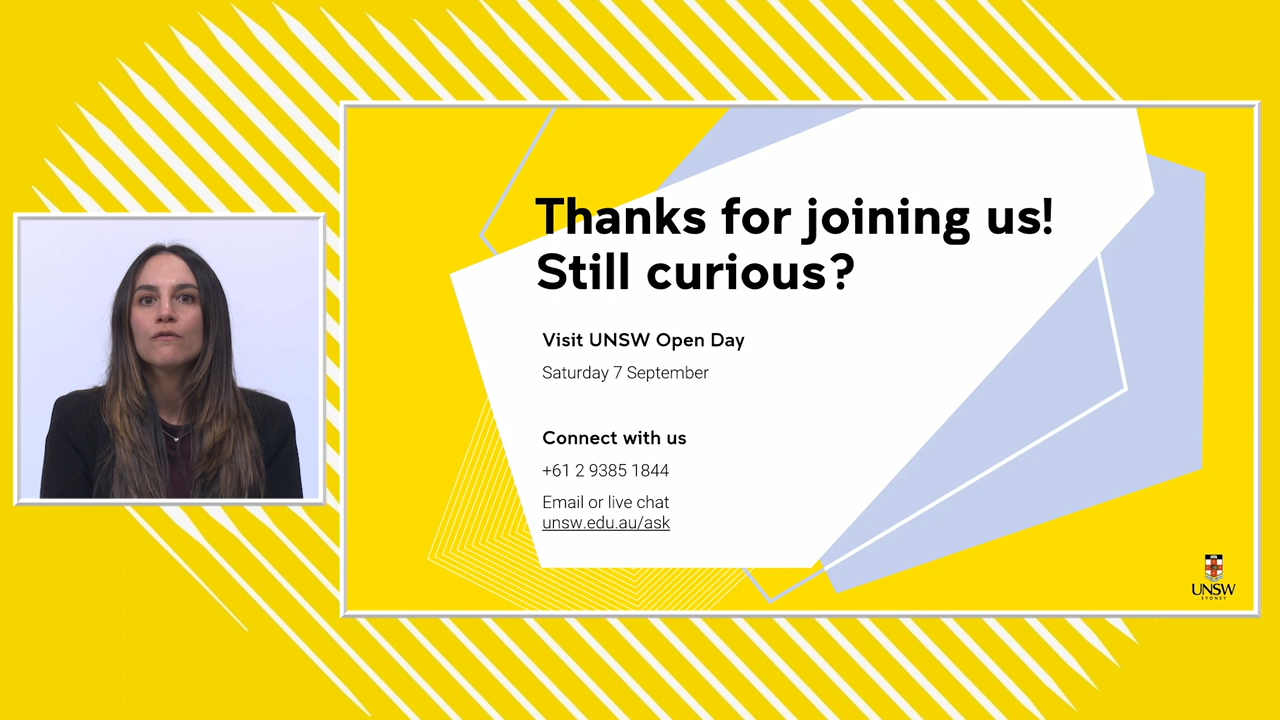 Thanks for joining us!
Still curious?
Visit UNSW Open Day
Saturday 7 September
Connect with us
+61 2 9385 1844
Email or live chat
unsw.edu.au/ask
UNSW
SYDNEY